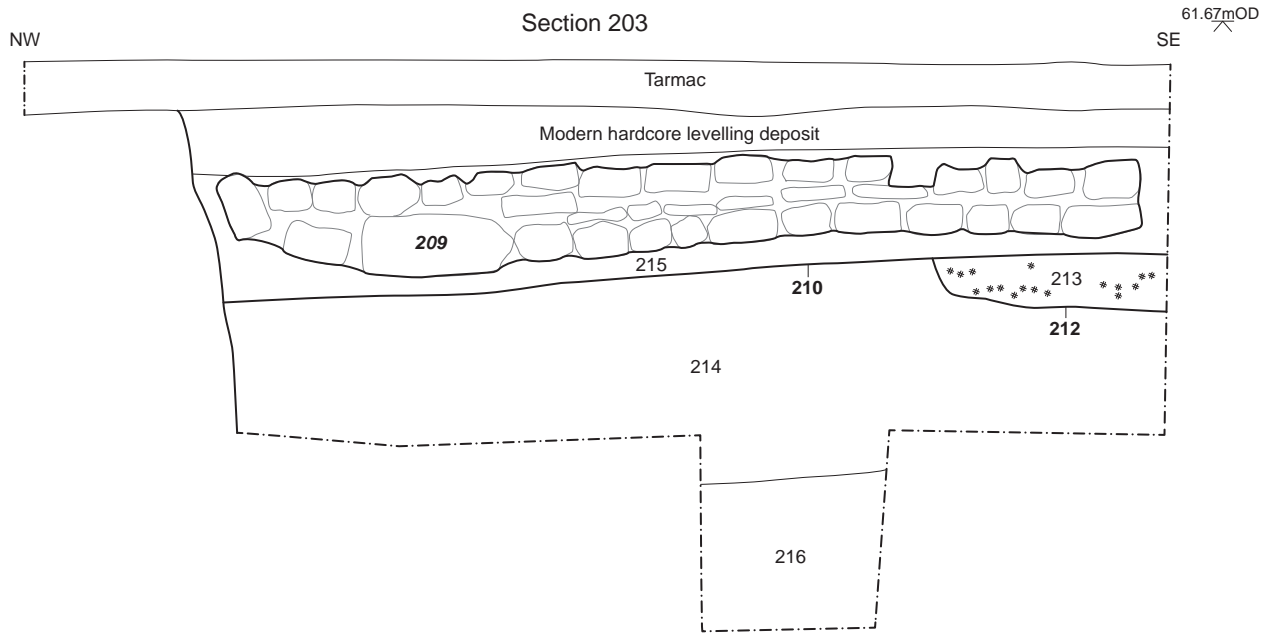 Section 203
61.67mOD
NW
SE
Tarmac
Modern hardcore levelling deposit
209
215
210
213
212
214
216